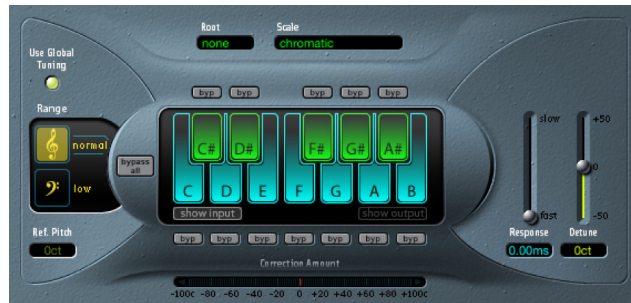 Root Scale
none chromatic
Use Global
Tuning
Range
normal
low
Ref. Pitch
0ct
byp byp byp byp byp
bypass
all
C# D# F# G# A#
C D E F G A B
show input show output
byp byp byp byp byp byp byp
Correction Amount
-100c -80 -60 -40 -20 0 +20 +40 +60 +80 +100c
slow +50
0
fast -50
Response Detune
0.00ms 0ct